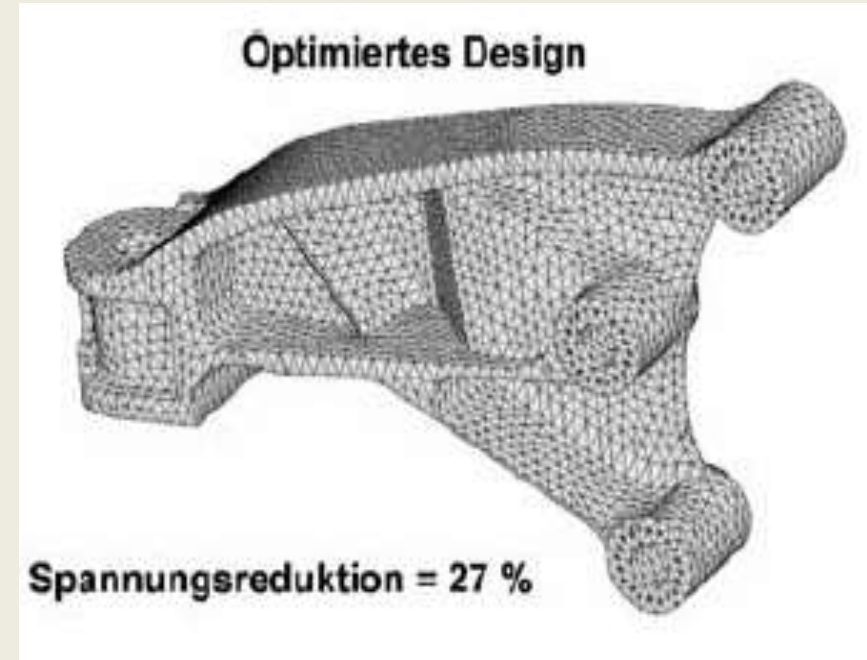 Optimiertes Design
Spannungsreduktion = 27 %